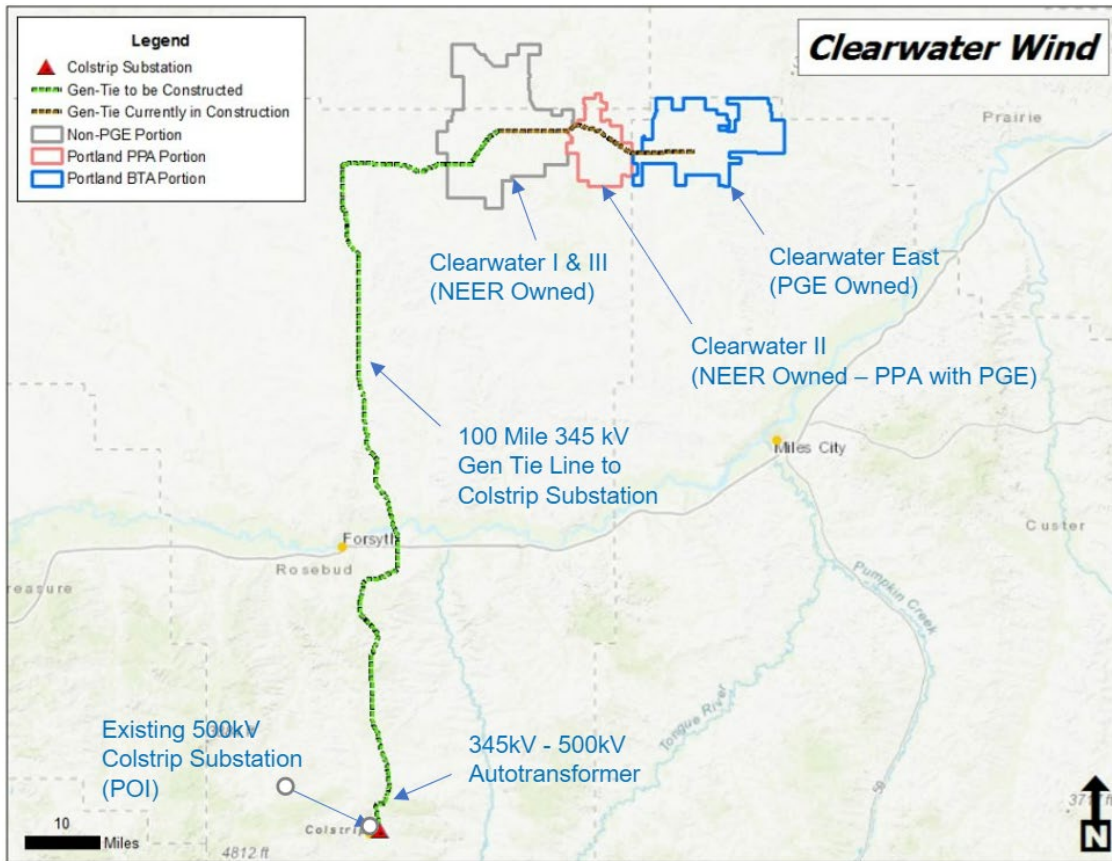 Clearwater Wind
Legend
Colstrip Substation
Gen-Tie to be Constructed
Gen-Tie Currently in Construction
Non-PGE Portion
Portland PPA Portion
Portland BTA Portion
Prairie
Clearwater I & III
(NEER Owned)
Clearwater East
(PGE Owned)
Clearwater II
(NEER Owned – PPA with PGE)
100 Mile 345 kV
Gen Tie Line to
Colstrip Substation
Miles City
Custer
Forsyth
Rosebud
reasure
Pumpkin Creek
Tongue River
Existing 500kV
Colstrip Substation
(POI)
345kV - 500kV
Autotransformer
Colstrip
10
Miles
4812 ft
59
N